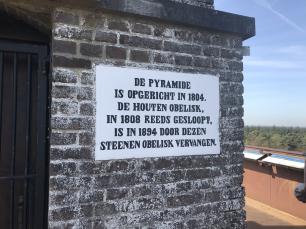 DE PYRAMIDE
IS OPGERICHT IN 1804.
DE HOUTEN OBELISK,
IN 1808 REEDS GESLOOPT,
IS IN 1894 DOOR DEZEN
STEENEN OBELISK VERVANGEN.